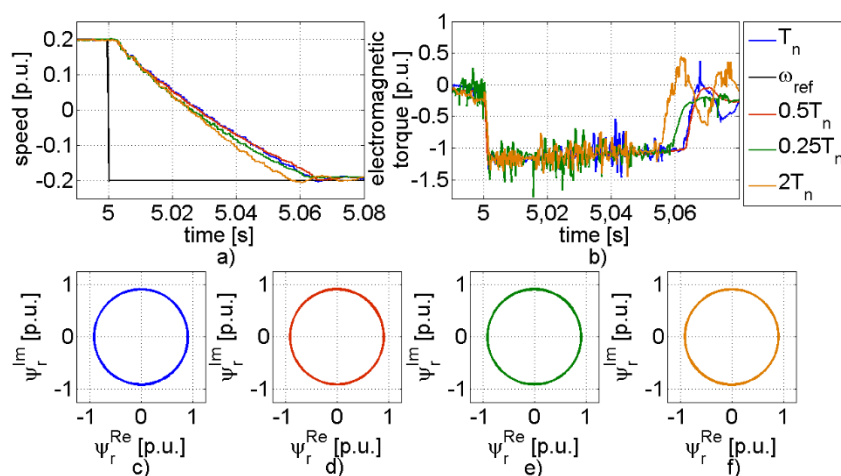 0.2
0.1
0
-0.1
-0.2
speed [p.u.]
5
5.02
5.04
5.06
5.08
time [s]
a)
1
0.5
0
-0.5
-1
-1.5
electromagnetic
torque [p.u.]
5
5,02
5,04
5,06
time [s]
b)
T_n
ω_ref
0.5T_n
0.25T_n
2T_n
1
0
-1
ψ_r^Im [p.u.]
-1
0
1
ψ_r^Re [p.u.]
c)
1
0
-1
ψ_r^Im [p.u.]
-1
0
1
ψ_r^Re [p.u.]
d)
1
0
-1
ψ_r^Im [p.u.]
-1
0
1
ψ_r^Re [p.u.]
e)
1
0
-1
ψ_r^Im [p.u.]
-1
0
1
ψ_r^Re [p.u.]
f)